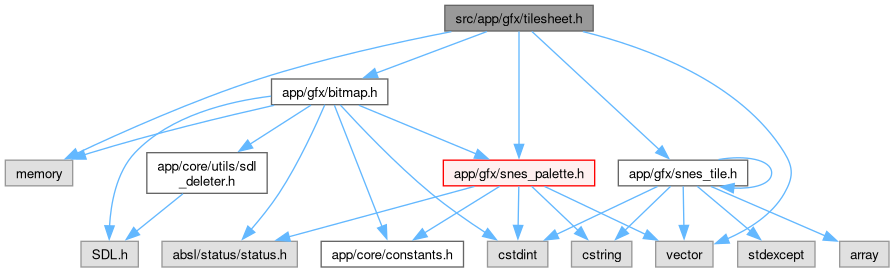 src/app/gfx/tilesheet.h
app/gfx/bitmap.h
memory
app/core/utils/sdl
_deleter.h
app/gfx/snes_palette.h
app/gfx/snes_tile.h
SDL.h
absl/status/status.h
app/core/constants.h
cstdint
cstring
vector
stdexcept
array